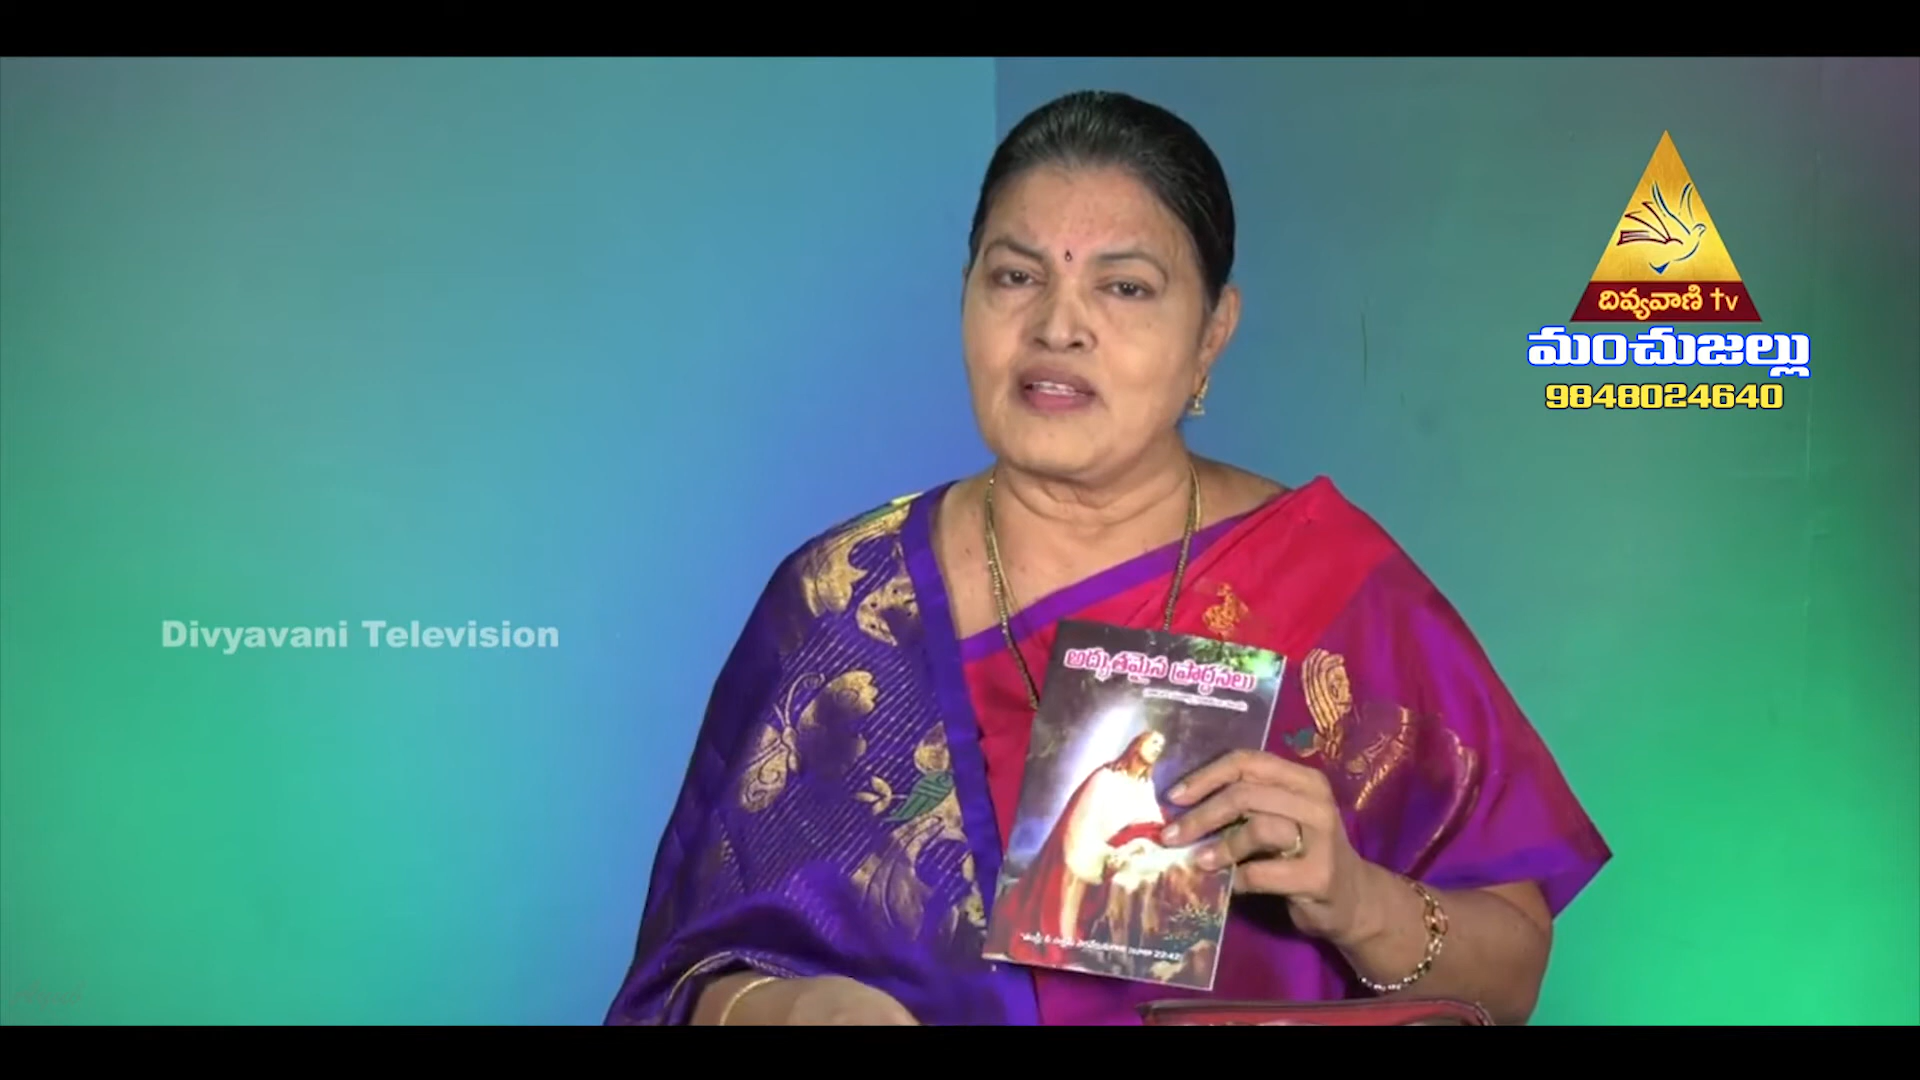 దివ్యవాణి tv
మంచుజల్లు
9848024640
Divyavani Television
అద్భుతమైన ప్రార్థనలు